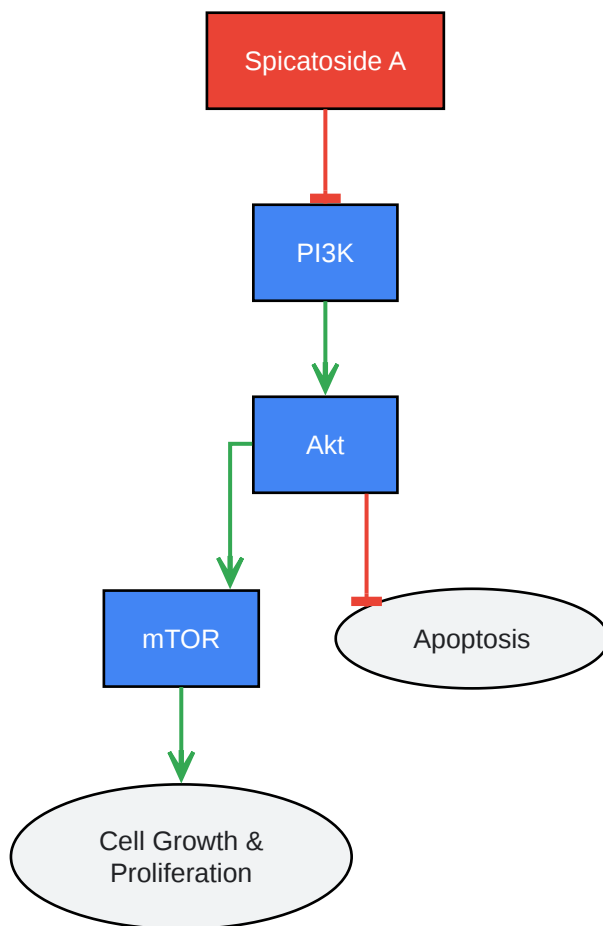 Spicatoside A
PI3K
Akt
mTOR
Apoptosis
Cell Growth &
Proliferation